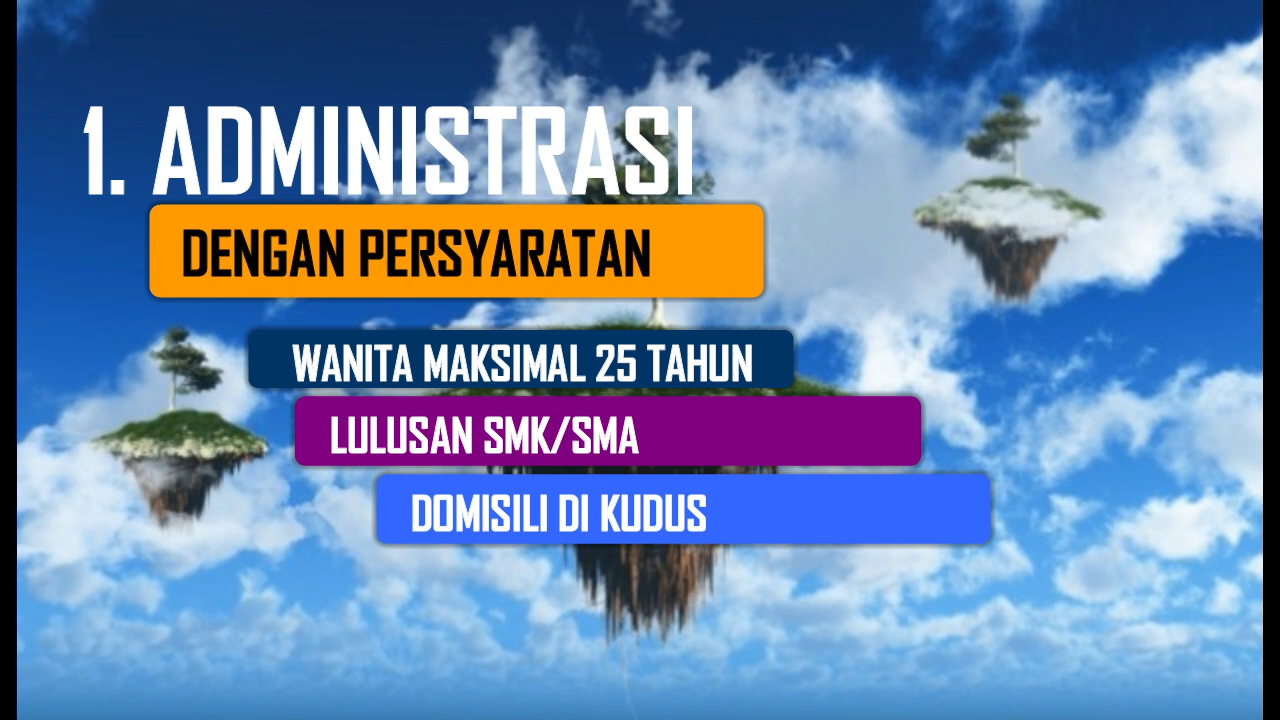 1. ADMINISTRASI
DENGAN PERSYARATAN
WANITA MAKSIMAL 25 TAHUN
LULUSAN SMK/SMA
DOMISILI DI KUDUS